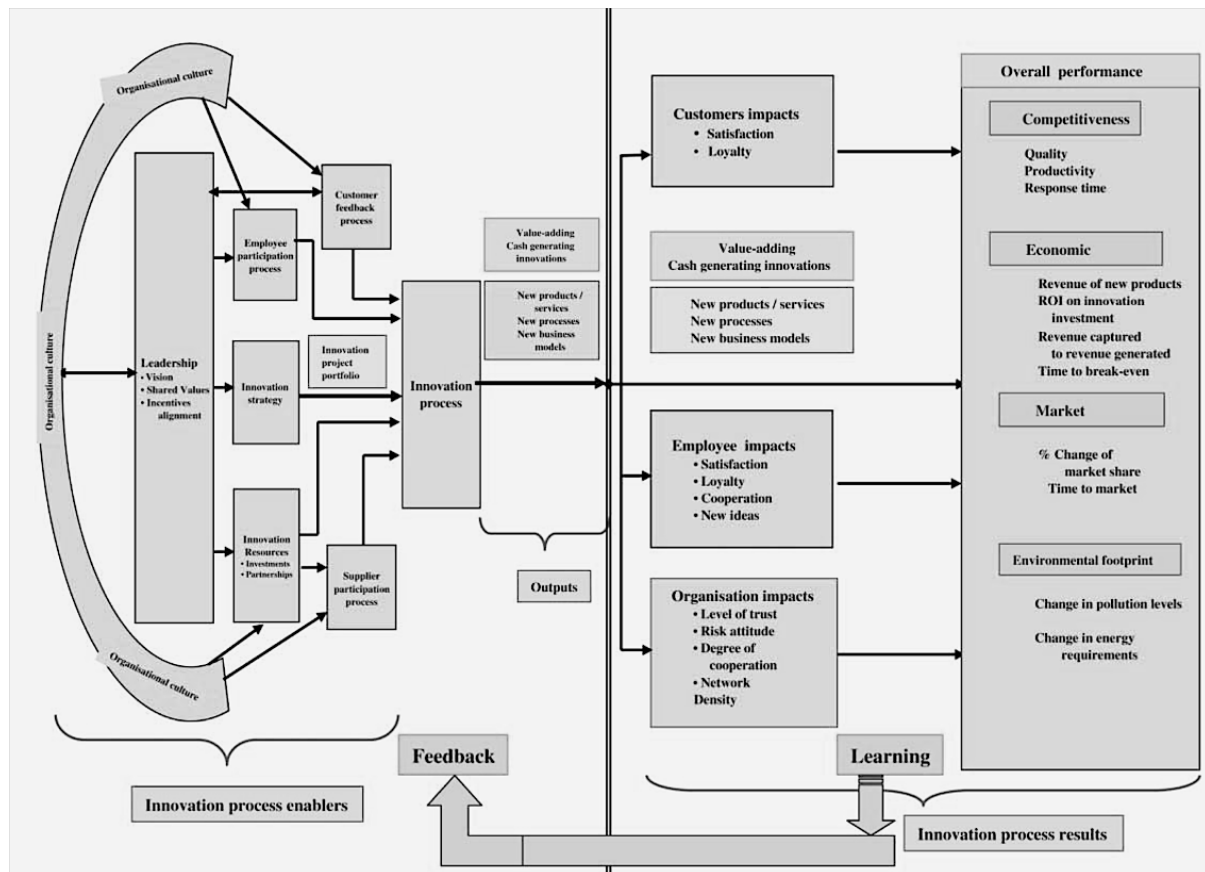 Organisational culture
Organisational culture
Organisational culture
Leadership
• Vision
• Shared Values
• Incentives
alignment
Customer
feedback
process
Employee
participation
process
Innovation
strategy
Innovation
project
portfolio
Innovation
Resources
• Investments
• Partnerships
Supplier
participation
process
Innovation
process
Value-adding
Cash generating
innovations
New products /
services
New processes
New business
models
Outputs
Innovation process enablers
Customers impacts
• Satisfaction
• Loyalty
Value-adding
Cash generating innovations
New products / services
New processes
New business models
Employee impacts
• Satisfaction
• Loyalty
• Cooperation
• New ideas
Organisation impacts
• Level of trust
• Risk attitude
• Degree of
cooperation
• Network
Density
Overall performance
Competitiveness
Quality
Productivity
Response time
Economic
Revenue of new products
ROI on innovation
investment
Revenue captured
to revenue generated
Time to break-even
Market
% Change of
market share
Time to market
Environmental footprint
Change in pollution levels
Change in energy
requirements
Feedback
Learning
Innovation process results